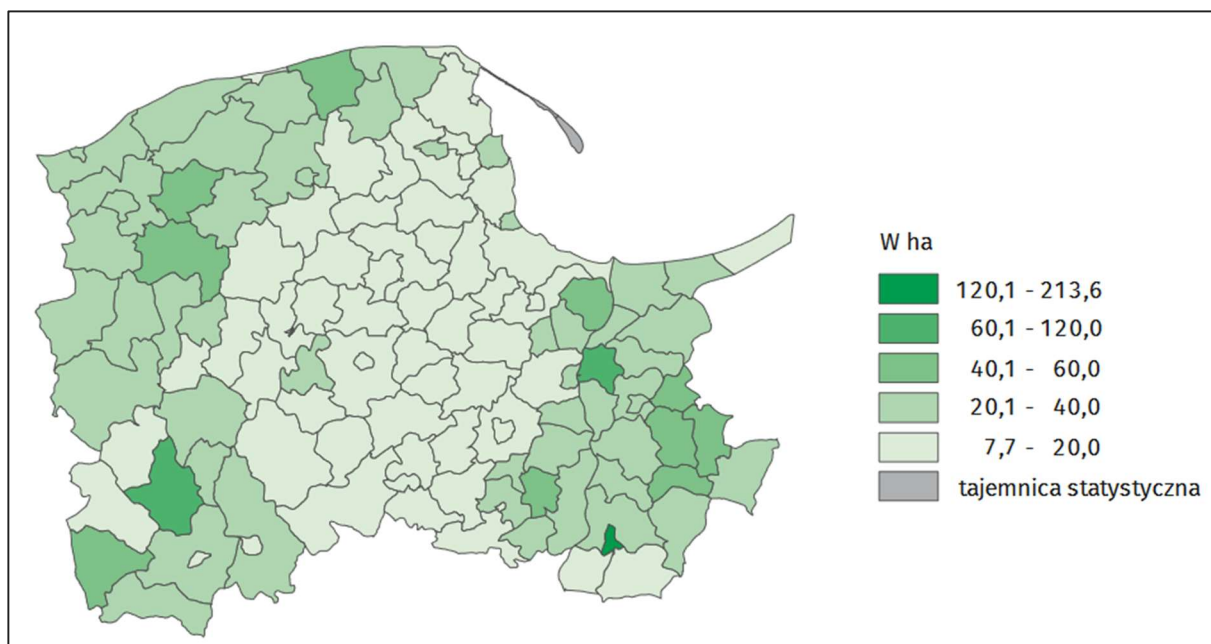 W ha
120,1 - 213,6
60,1 - 120,0
40,1 - 60,0
20,1 - 40,0
7,7 - 20,0
tajemnica statystyczna